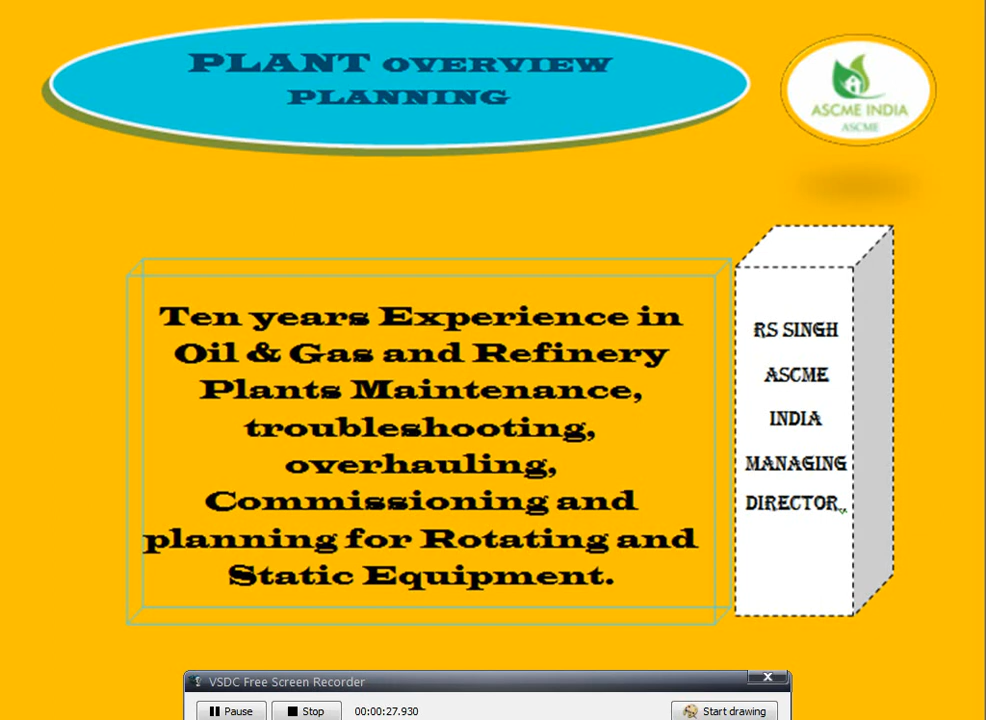 PLANT OVERVIEW
PLANNING
ASCME INDIA
ASCME
Ten years Experience in
Oil & Gas and Refinery
Plants Maintenance,
troubleshooting,
overhauling,
Commissioning and
planning for Rotating and
Static Equipment.
RS SINGH
ASCME
INDIA
MANAGING
DIRECTOR
VSDC Free Screen Recorder
Pause
Stop
00:00:27.930
Start drawing